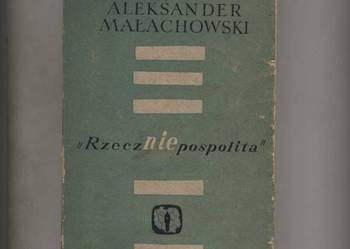 ALEKSANDER
MAŁACHOWSKI
„Rzeczniepospolita"